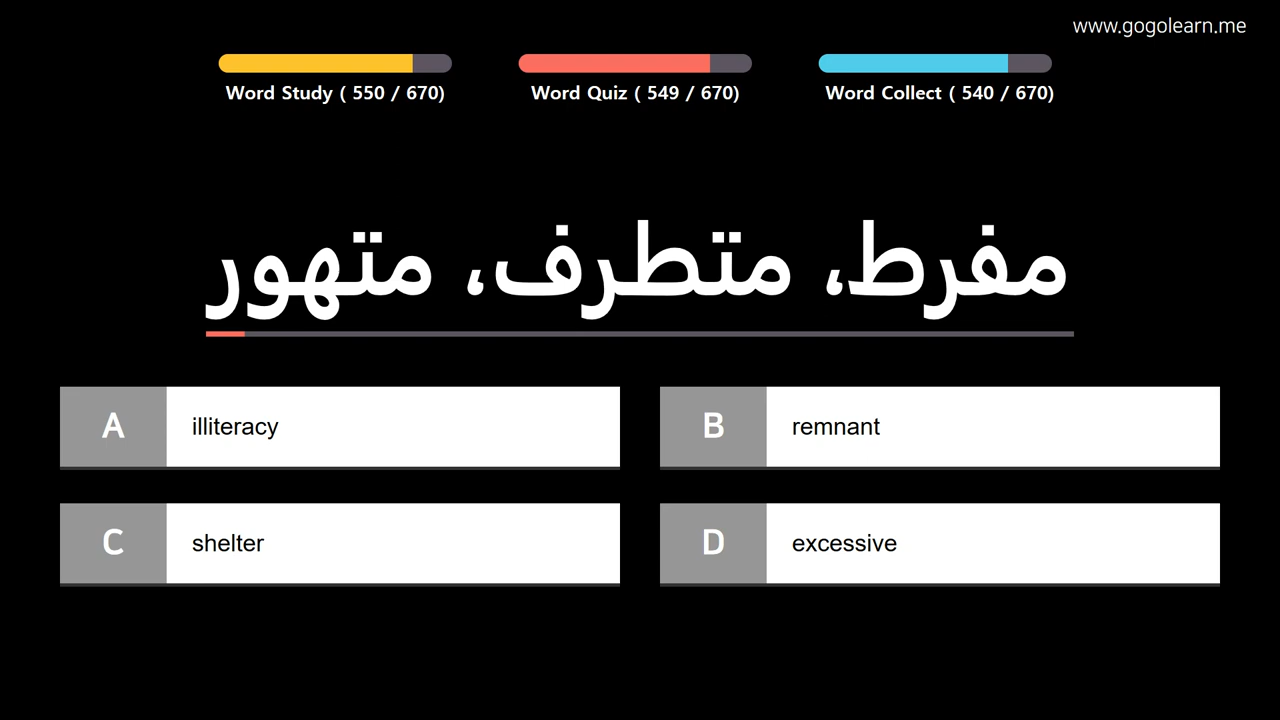 www.gogolearn.me
Word Study ( 550 / 670)
Word Quiz ( 549 / 670)
Word Collect ( 540 / 670)
مفرط، متطرف، متهور
A illiteracy
B remnant
C shelter
D excessive